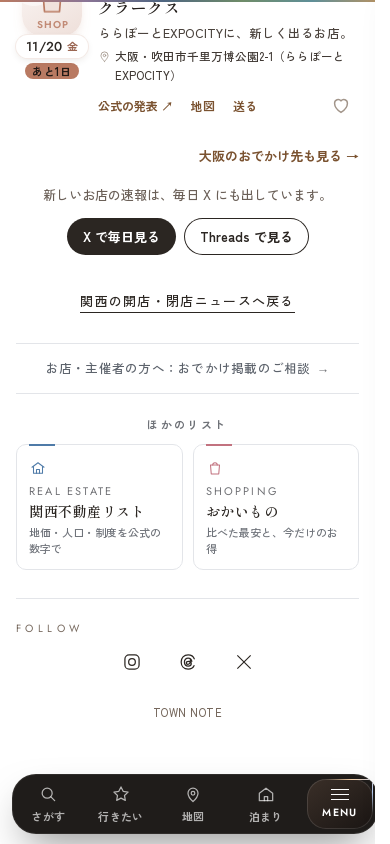 クラークス
SHOP
ららぽーとEXPOCITYに、新しく出るお店。
11/20 金
大阪・吹田市千里万博公園2-1（ららぽーとEXPOCITY）
あと1日
公式の発表 ↗ 地図 送る
大阪のおでかけ先も見る →
新しいお店の速報は、毎日 X にも出しています。
X で毎日見る Threads で見る
関西の開店・閉店ニュースへ戻る
お店・主催者の方へ：おでかけ掲載のご相談 →
ほかのリスト
REAL ESTATE
関西不動産リスト
地価・人口・制度を公式の
数字で
SHOPPING
おかいもの
比べた最安と、今だけのお
得
FOLLOW
TOWN NOTE
さがす 行きたい 地図 泊まり MENU